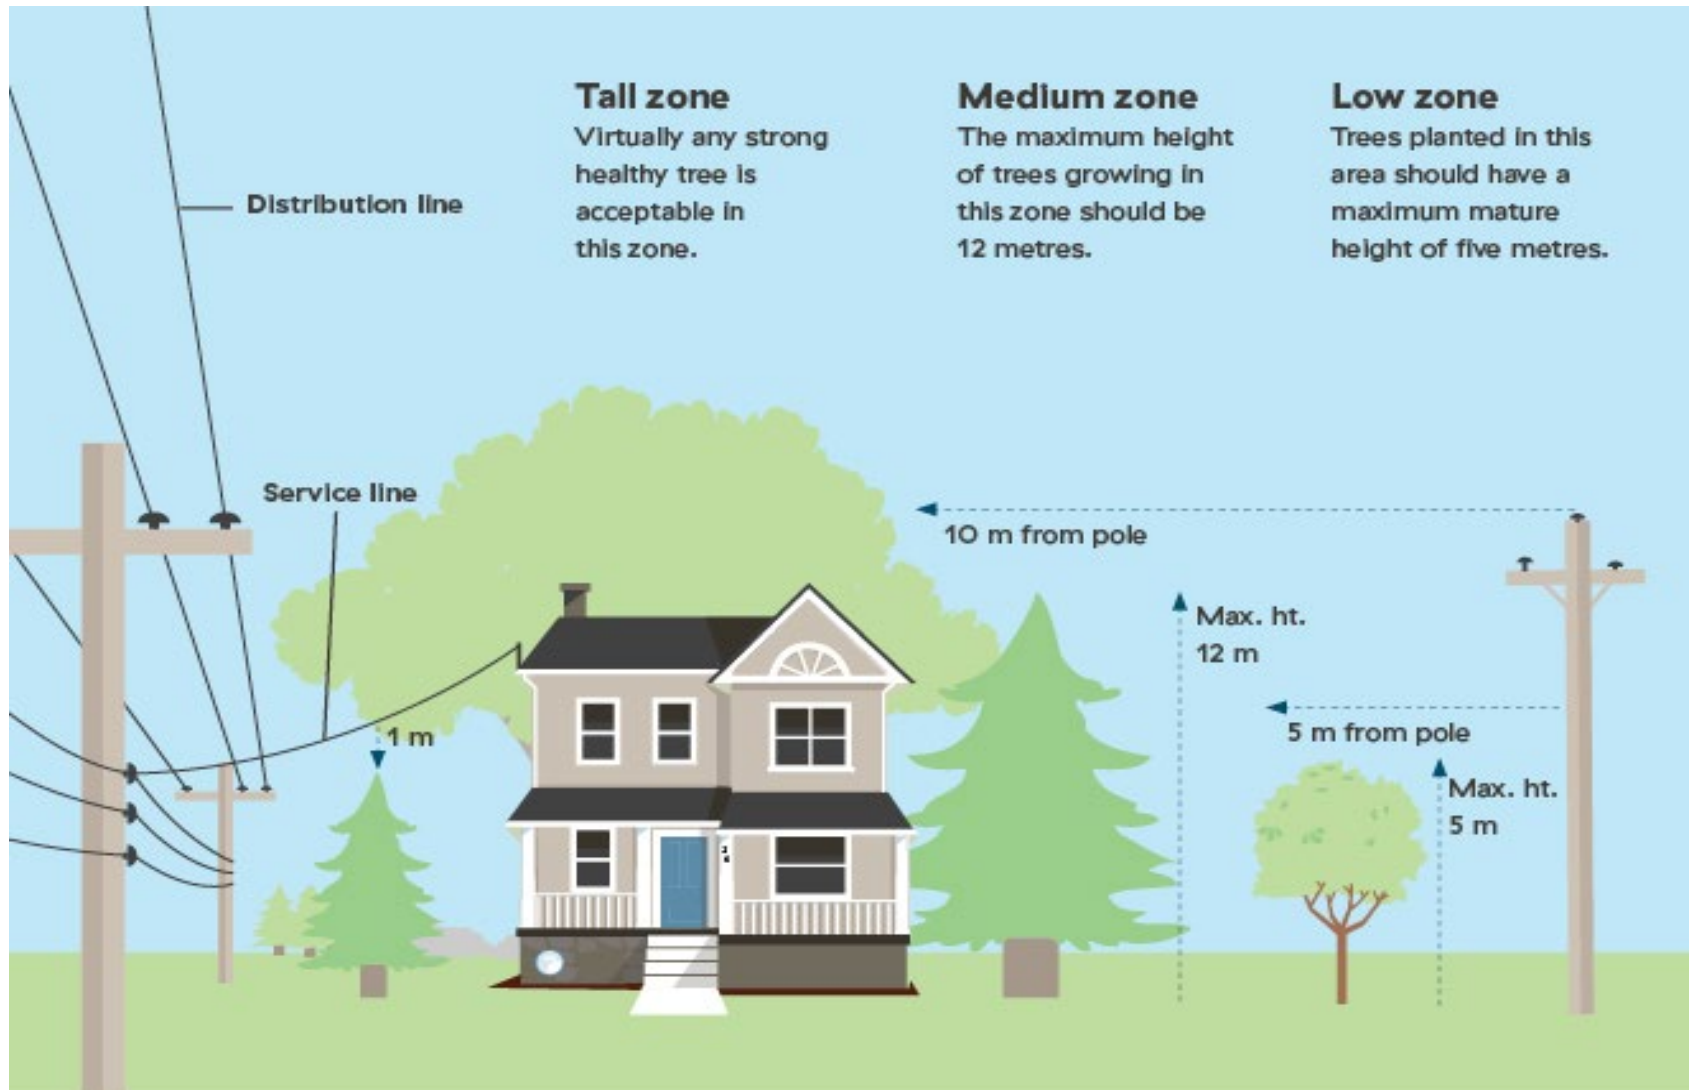 Tall zone
Virtually any strong
healthy tree is
acceptable in
this zone.
Medium zone
The maximum height
of trees growing in
this zone should be
12 metres.
Low zone
Trees planted in this
area should have a
maximum mature
height of five metres.
Distribution line
Service line
10 m from pole
Max. ht.
12 m
5 m from pole
1 m
Max. ht.
5 m